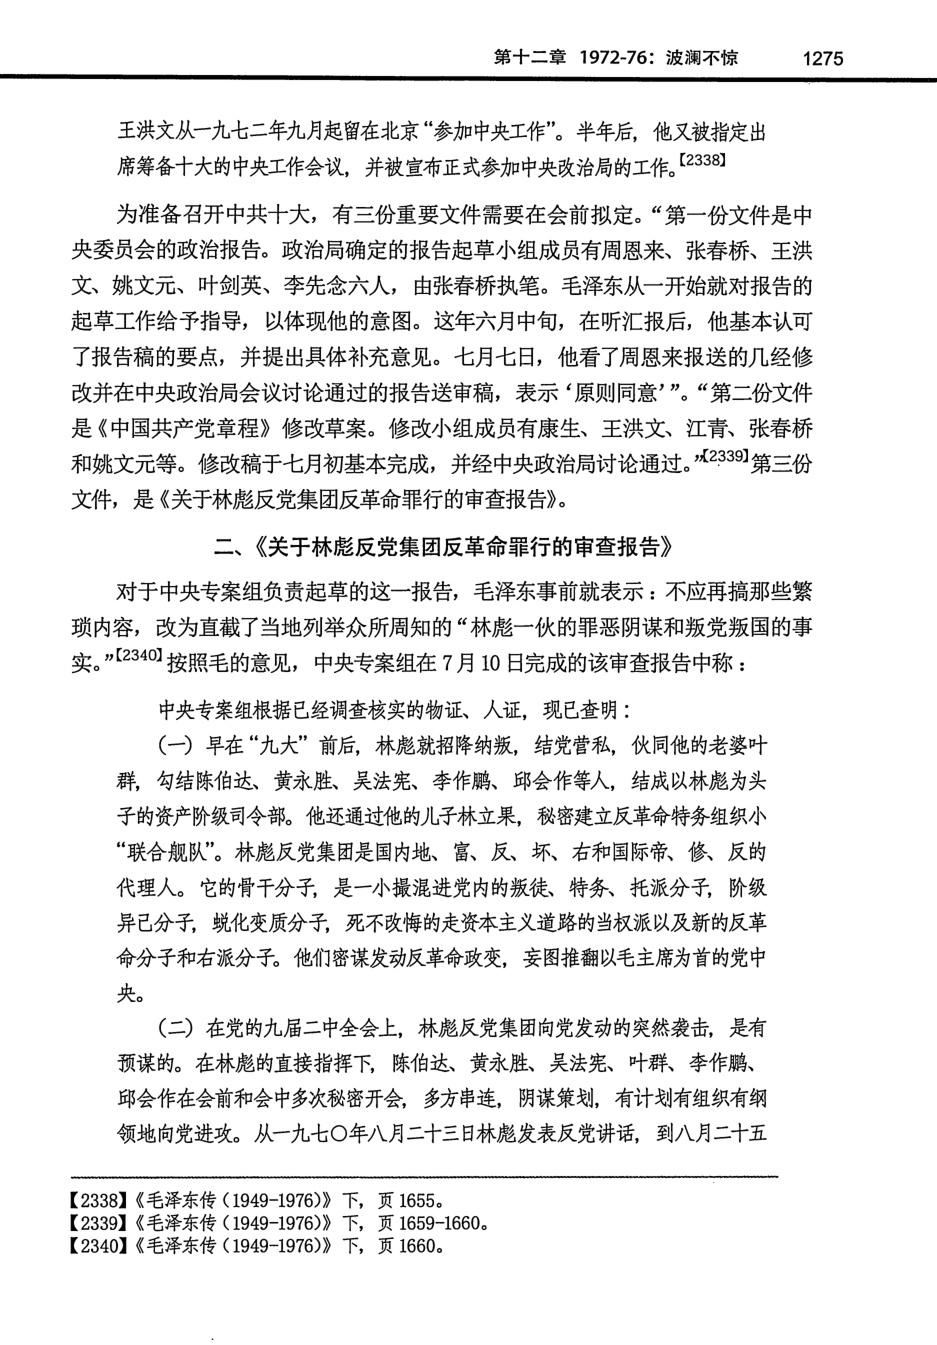 第十二章 1972-76：波澜不惊 1275
王洪文从一九七二年九月起留在北京“参加中央工作”。半年后，他又被指定出
席筹备十大的中央工作会议，并被宣布正式参加中央政治局的工作。【2338】
为准备召开中共十大，有三份重要文件需要在会前拟定。“第一份文件是中
央委员会的政治报告。政治局确定的报告起草小组成员有周恩来、张春桥、王洪
文、姚文元、叶剑英、李先念六人，由张春桥执笔。毛泽东从一开始就对报告的
起草工作给予指导，以体现他的意图。这年六月中旬，在听汇报后，他基本认可
了报告稿的要点，并提出具体补充意见。七月七日，他看了周恩来报送的几经修
改并在中央政治局会议讨论通过的报告送审稿，表示‘原则同意’”。“第二份文件
是《中国共产党章程》修改草案。修改小组成员有康生、王洪文、江青、张春桥
和姚文元等。修改稿于七月初基本完成，并经中央政治局讨论通过。”【2339】第三份
文件，是《关于林彪反党集团反革命罪行的审查报告》。
二、《关于林彪反党集团反革命罪行的审查报告》
对于中央专案组负责起草的这一报告，毛泽东事前就表示：不应再搞那些繁
琐内容，改为直截了当地列举众所周知的“林彪一伙的罪恶阴谋和叛党叛国的事
实。”【2340】按照毛的意见，中央专案组在 7 月 10 日完成的该审查报告中称：
中央专案组根据已经调查核实的物证、人证，现已查明：
（一）早在“九大”前后，林彪就招降纳叛，结党营私，伙同他的老婆叶
群，勾结陈伯达、黄永胜、吴法宪、李作鹏、邱会作等人，结成以林彪为头
子的资产阶级司令部。他还通过他的儿子林立果，秘密建立反革命特务组织小
“联合舰队”。林彪反党集团是国内地、富、反、坏、右和国际帝、修、反的
代理人。它的骨干分子，是一小撮混进党内的叛徒、特务、托派分子，阶级
异己分子，蜕化变质分子，死不改悔的走资本主义道路的当权派以及新的反革
命分子和右派分子。他们密谋发动反革命政变，妄图推翻以毛主席为首的党中
央。
（二）在党的九届二中全会上，林彪反党集团向党发动的突然袭击，是有
预谋的。在林彪的直接指挥下，陈伯达、黄永胜、吴法宪、叶群、李作鹏、
邱会作在会前和会中多次秘密开会，多方串连，阴谋策划，有计划有组织有纲
领地向党进攻。从一九七〇年八月二十三日林彪发表反党讲话，到八月二十五
【2338】《毛泽东传（1949-1976）》下，页 1655。
【2339】《毛泽东传（1949-1976）》下，页 1659-1660。
【2340】《毛泽东传（1949-1976）》下，页 1660。